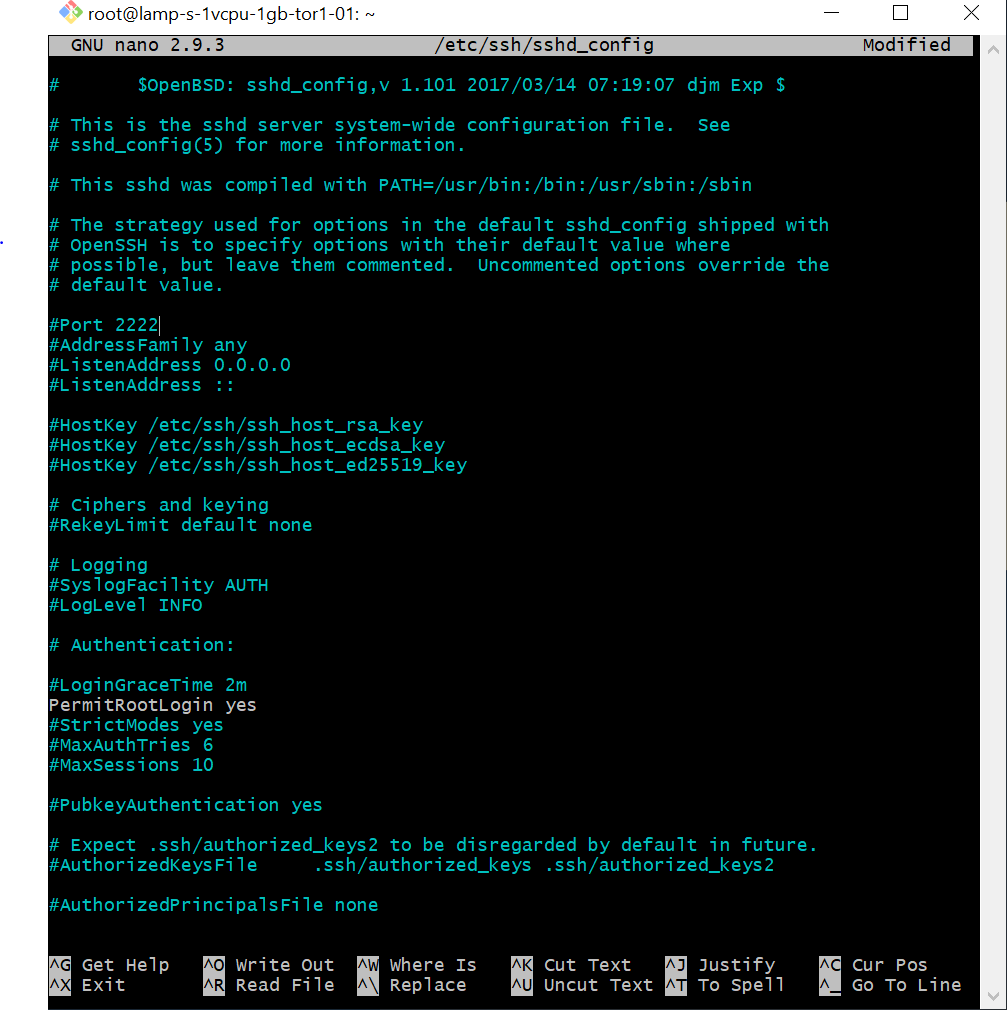 root@lamp-s-1vcpu-1gb-tor1-01: ~
GNU nano 2.9.3 /etc/ssh/sshd_config Modified
# $OpenBSD: sshd_config,v 1.101 2017/03/14 07:19:07 djm Exp $
# This is the sshd server system-wide configuration file. See
# sshd_config(5) for more information.
# This sshd was compiled with PATH=/usr/bin:/bin:/usr/sbin:/sbin
# The strategy used for options in the default sshd_config shipped with
# OpenSSH is to specify options with their default value where
# possible, but leave them commented. Uncommented options override the
# default value.
#Port 2222
#AddressFamily any
#ListenAddress 0.0.0.0
#ListenAddress ::
#HostKey /etc/ssh/ssh_host_rsa_key
#HostKey /etc/ssh/ssh_host_ecdsa_key
#HostKey /etc/ssh/ssh_host_ed25519_key
# Ciphers and keying
#RekeyLimit default none
# Logging
#SyslogFacility AUTH
#LogLevel INFO
# Authentication:
#LoginGraceTime 2m
PermitRootLogin yes
#StrictModes yes
#MaxAuthTries 6
#MaxSessions 10
#PubkeyAuthentication yes
# Expect .ssh/authorized_keys2 to be disregarded by default in future.
#AuthorizedKeysFile .ssh/authorized_keys .ssh/authorized_keys2
#AuthorizedPrincipalsFile none
^G Get Help ^O Write Out ^W Where Is ^K Cut Text ^J Justify ^C Cur Pos
^X Exit ^R Read File ^\ Replace ^U Uncut Text ^T To Spell ^_ Go To Line